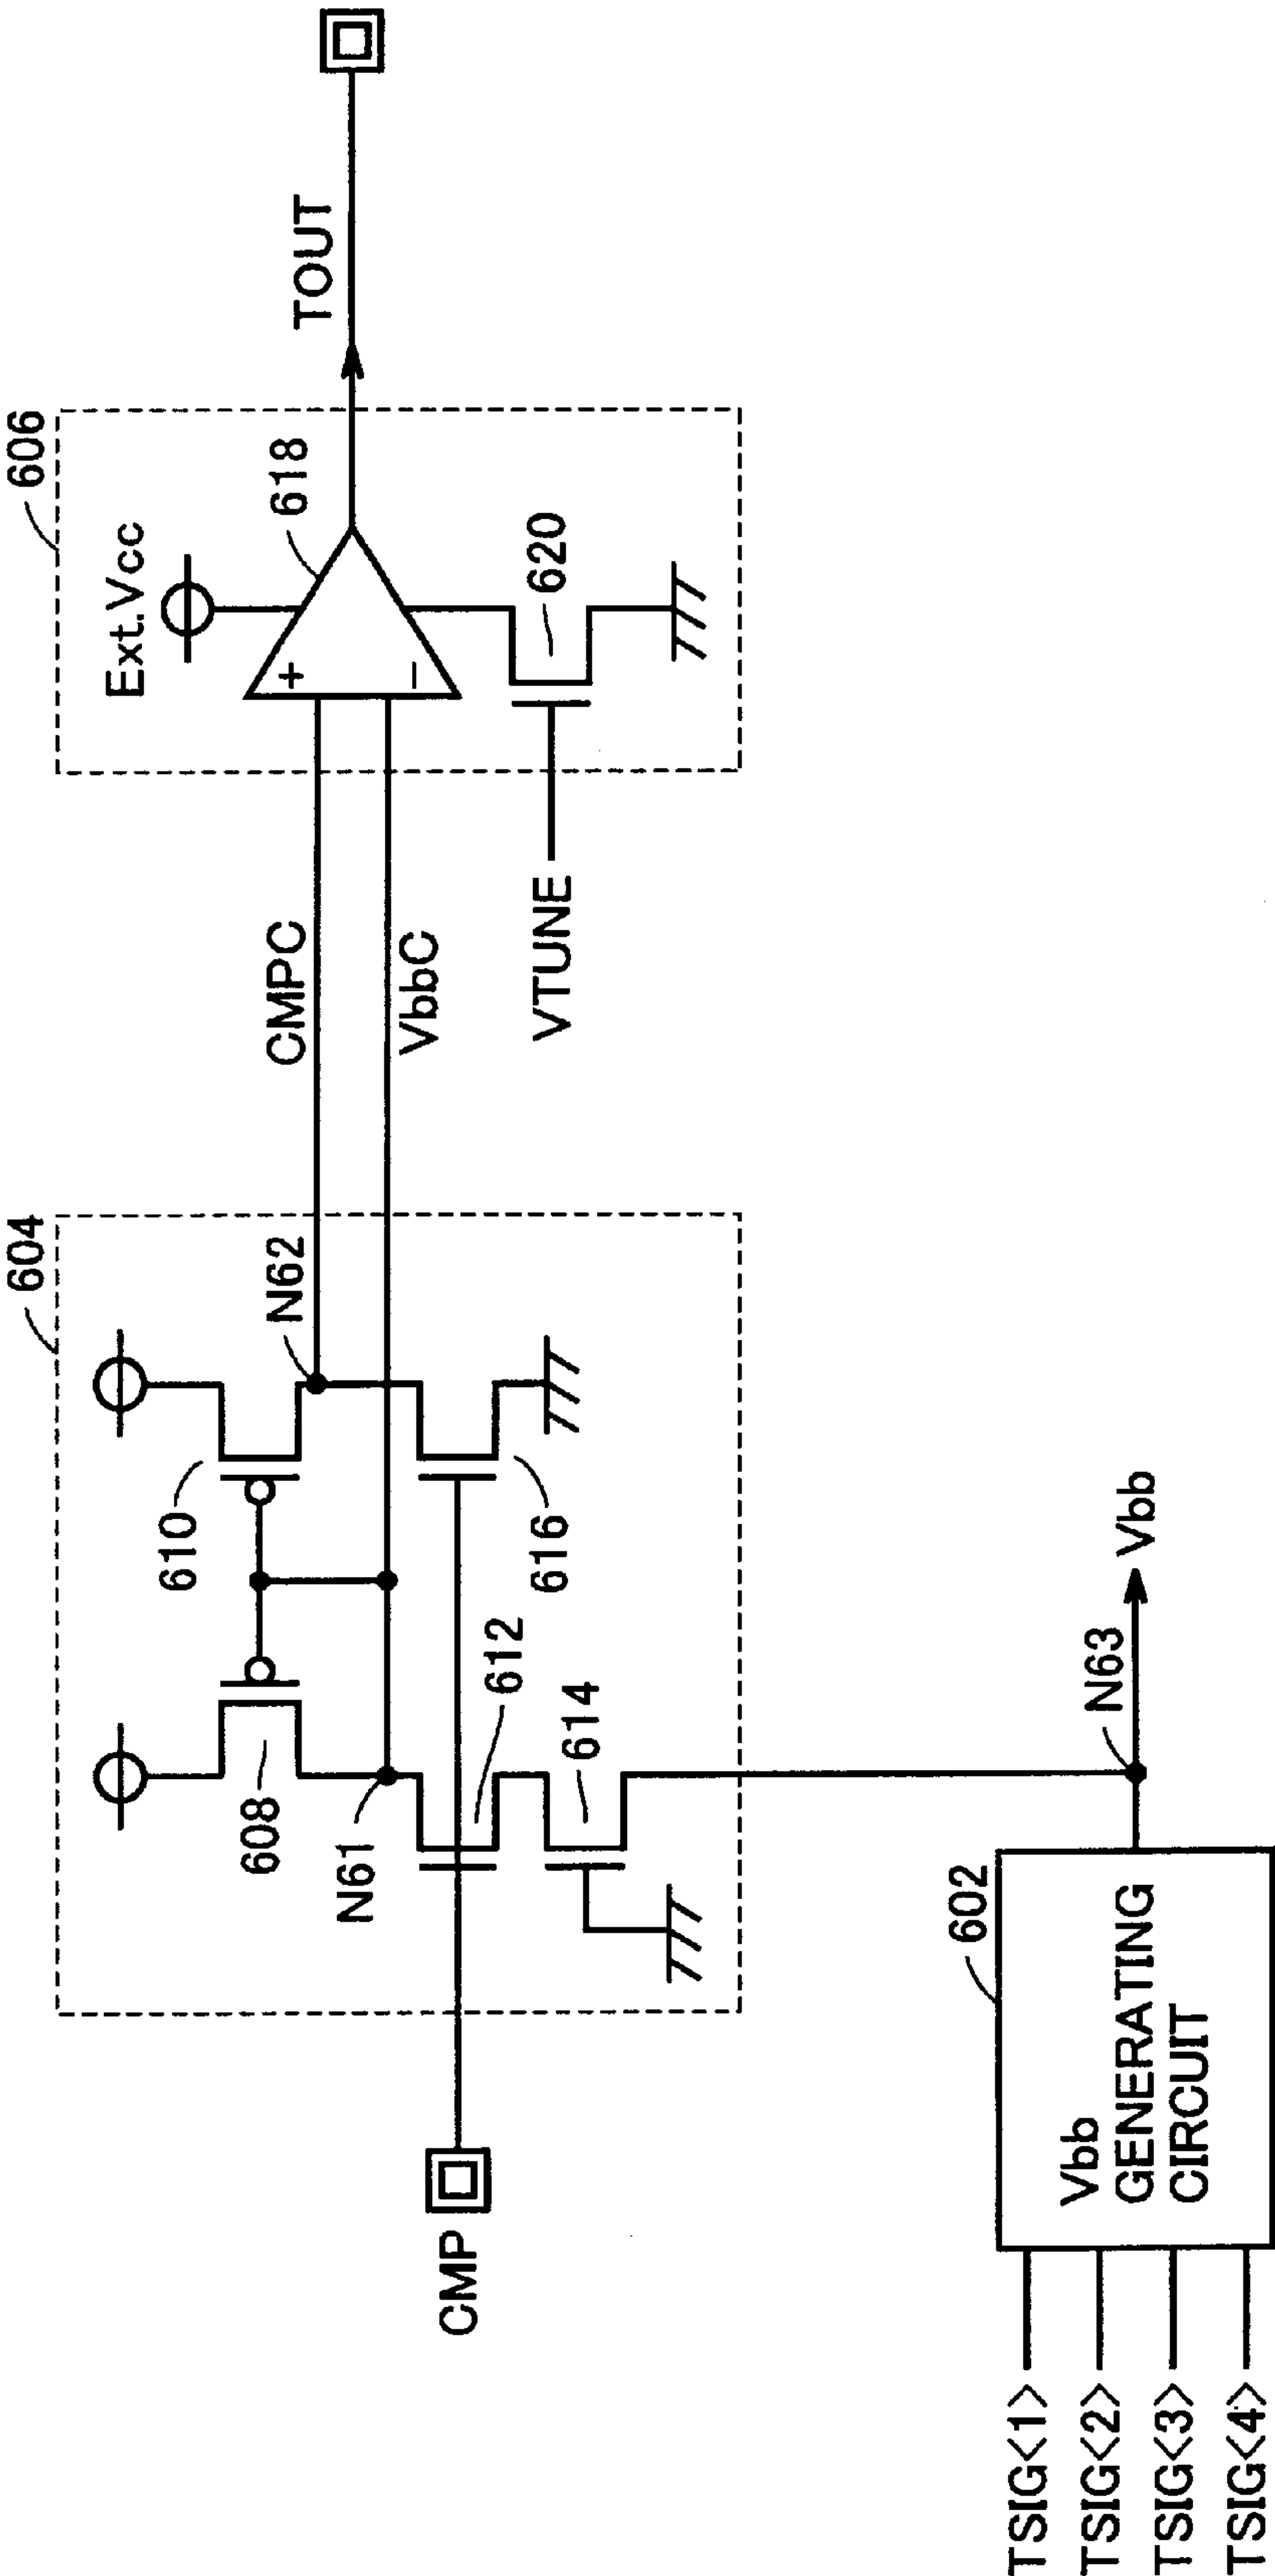 604
606
Ext.Vcc
610
N62
618
TOUT
608
CMPC
+
−
N61
612
616
VbbC
620
CMP
614
VTUNE
602
N63
Vbb
TSIG<1>
TSIG<2>
TSIG<3>
TSIG<4>
Vbb
GENERATING
CIRCUIT